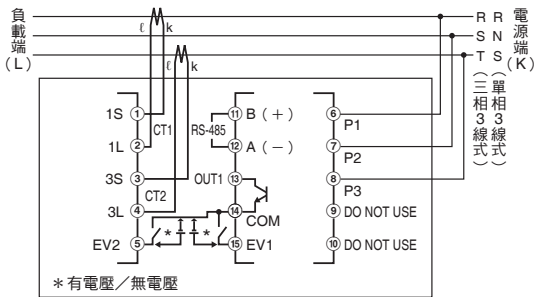 負載端(L)
ℓ k
ℓ k
R R
S N
T S
電源端(K)
(三相3線式)
(單相3線式)
1S ① CT1
1L ②
3S ③ CT2
3L ④
EV2 ⑤
RS-485
⑪ B(+)
⑫ A(−)
OUT1 ⑬
⑭ COM
⑮ EV1
* *
⑥ P1
⑦ P2
⑧ P3
⑨ DO NOT USE
⑩ DO NOT USE
*有電壓/無電壓